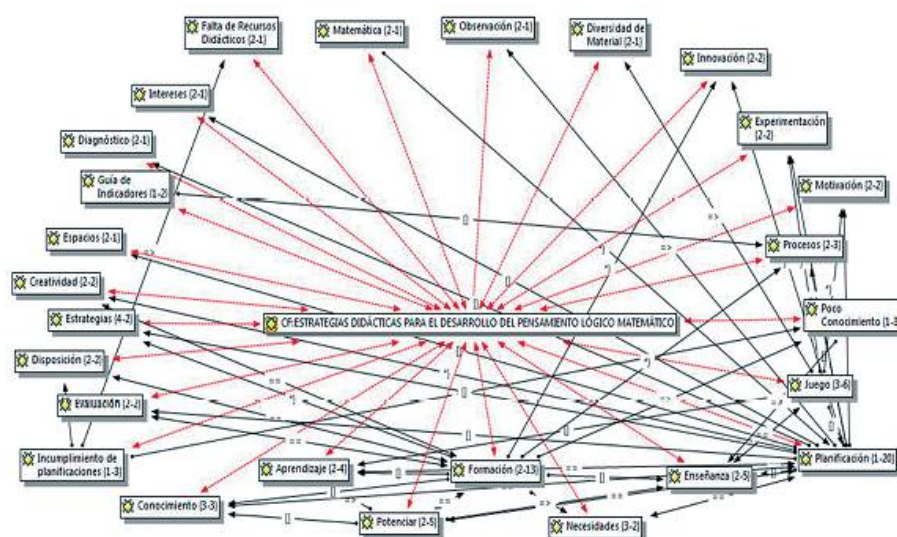 Falta de Recursos
Didácticos (2-1)
Matemática (2-1)
Observación (2-1)
Diversidad de
Material (2-1)
Innovación (2-2)
Intereses (2-1)
Experimentación
(2-2)
Diagnóstico (2-1)
Guía de
Indicadores (1-2)
Motivación (2-2)
Espacios (2-1)
Procesos (2-3)
Creatividad (2-2)
Estrategias (4-2)
CF:ESTRATEGIAS DIDÁCTICAS PARA EL DESARROLLO DEL PENSAMIENTO LÓGICO MATEMÁTICO
Poco
Conocimiento (1-3)
Disposición (2-2)
Juego (3-6)
Evaluación (2-2)
Incumplimiento de
planificaciones (1-3)
Aprendizaje (2-4)
Formación (2-13)
Enseñanza (2-5)
Planificación (1-20)
Conocimiento (3-3)
Potenciar (2-5)
Necesidades (3-2)